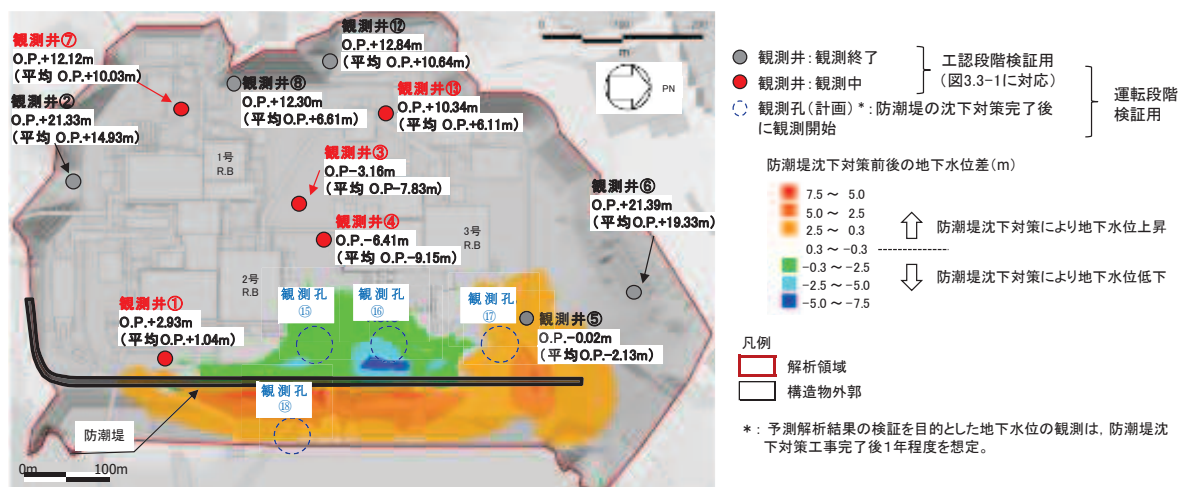 観測井⑦
O.P.+12.12m
(平均 O.P.+10.03m)
観測井②
O.P.+21.33m
(平均 O.P.+14.93m)
観測井⑫
O.P.+12.84m
(平均 O.P.+10.64m)
観測井⑧
O.P.+12.30m
(平均O.P.+6.61m)
O.P.+10.34m
(平均 O.P.+6.11m)
0 100 200
m
PN
1号
R.B
観測井③
O.P-3.16m
(平均 O.P-7.83m)
観測井④
O.P.-6.41m
(平均 O.P-9.15m)
3号
R.B
観測井⑥
O.P.+21.39m
(平均 O.P.+19.33m)
2号
R.B
観測井①
O.P.+2.93m
(平均O.P.+1.04m)
観測孔
⑮
観測孔
⑯
観測孔
⑰
観測井⑤
O.P.-0.02m
(平均 O.P.-2.13m)
観測孔
⑱
防潮堤
0m 100m
観測井:観測終了
観測井:観測中
工認段階検証用
(図3.3-1に対応)
観測孔(計画)*:防潮堤の沈下対策完了後
に観測開始
運転段階
検証用
防潮堤沈下対策前後の地下水位差(m)
7.5 ～ 5.0
5.0 ～ 2.5
2.5 ～ 0.3
0.3 ～ -0.3
-0.3 ～ -2.5
-2.5 ～ -5.0
-5.0 ～ -7.5
防潮堤沈下対策により地下水位上昇
防潮堤沈下対策により地下水位低下
凡例
解析領域
構造物外郭
*: 予測解析結果の検証を目的とした地下水位の観測は,防潮堤沈
下対策工事完了後1年程度を想定。